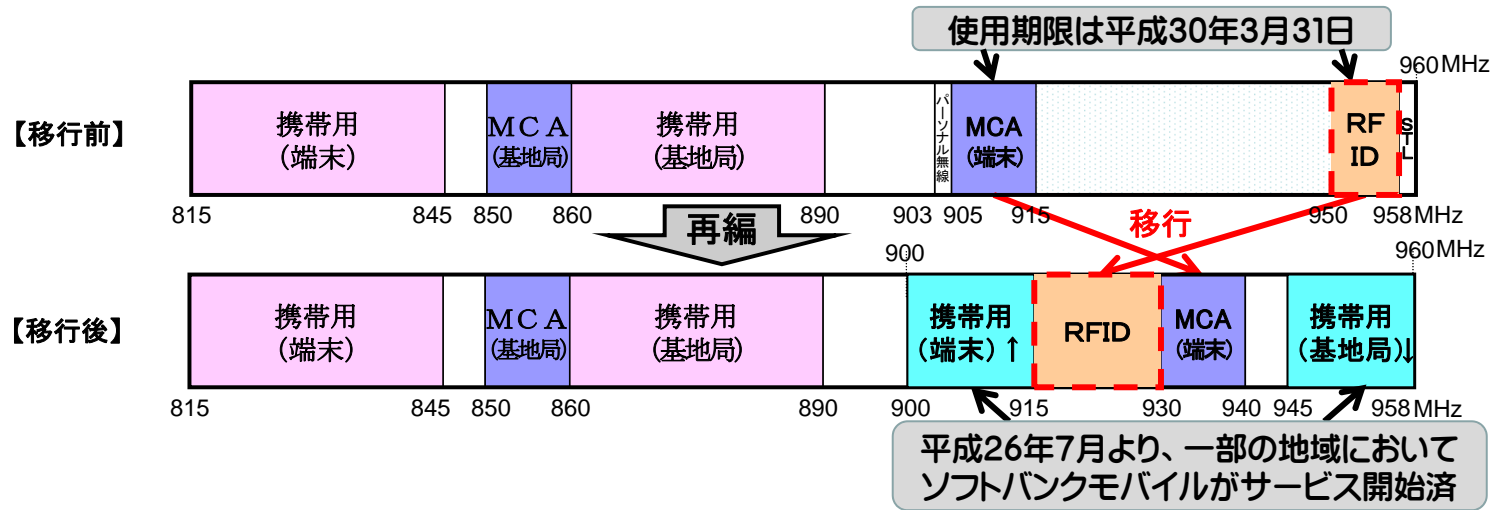 使用期限は平成30年3月31日
960MHz
【移行前】
携帯用
(端末)
MCA
(基地局)
携帯用
(基地局)
パーソナル無線
MCA
(端末)
RF
ID
STL
815
845
850
860
890
903
905
915
950
958MHz
移行
再編
900
960MHz
【移行後】
携帯用
(端末)
MCA
(基地局)
携帯用
(基地局)
携帯用
(端末)↑
RFID
MCA
(端末)
携帯用
(基地局)↓
815
845
850
860
890
900
915
930
940
945
958MHz
平成26年7月より、一部の地域において
ソフトバンクモバイルがサービス開始済